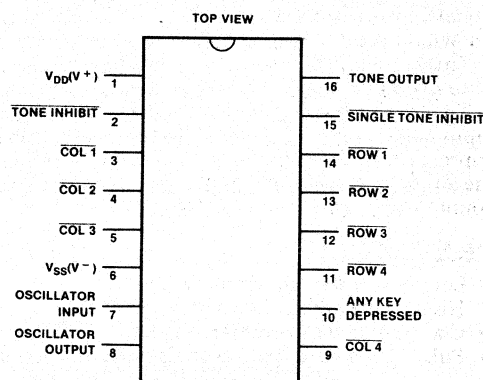 TOP VIEW
VDD(V+) 1
16 TONE OUTPUT
TONE INHIBIT 2
15 SINGLE TONE INHIBIT
COL 1 3
14 ROW 1
COL 2 4
13 ROW 2
COL 3 5
12 ROW 3
VSS(V−) 6
11 ROW 4
OSCILLATOR
INPUT 7
10 ANY KEY
DEPRESSED
OSCILLATOR
OUTPUT 8
9 COL 4